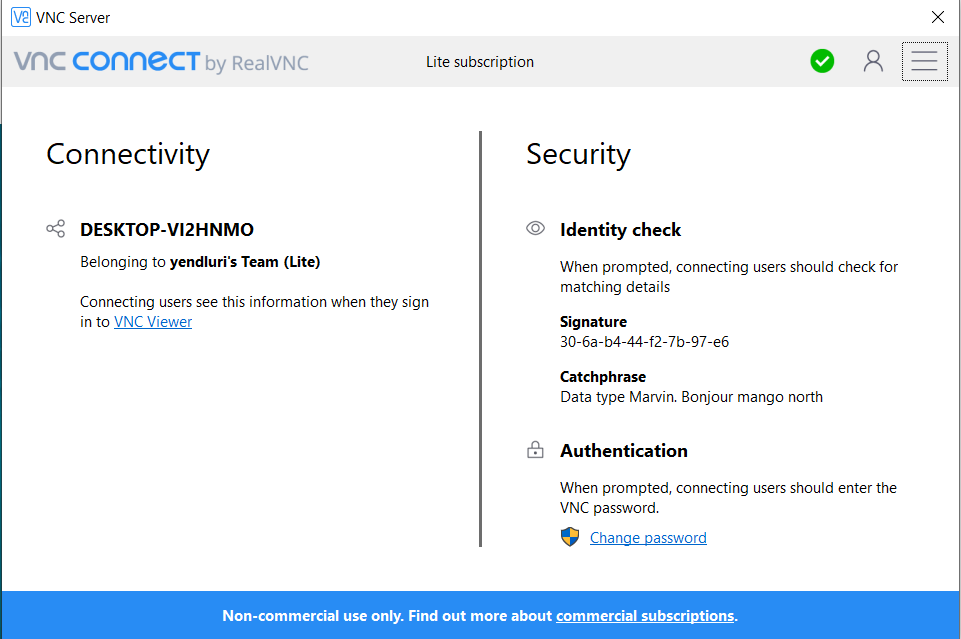 VNC Server
vnc connect by RealVNC
Lite subscription
Connectivity
DESKTOP-VI2HNMO
Belonging to yendluri's Team (Lite)
Connecting users see this information when they sign
in to VNC Viewer
Security
Identity check
When prompted, connecting users should check for
matching details
Signature
30-6a-b4-44-f2-7b-97-e6
Catchphrase
Data type Marvin. Bonjour mango north
Authentication
When prompted, connecting users should enter the
VNC password.
Change password
Non-commercial use only. Find out more about commercial subscriptions.